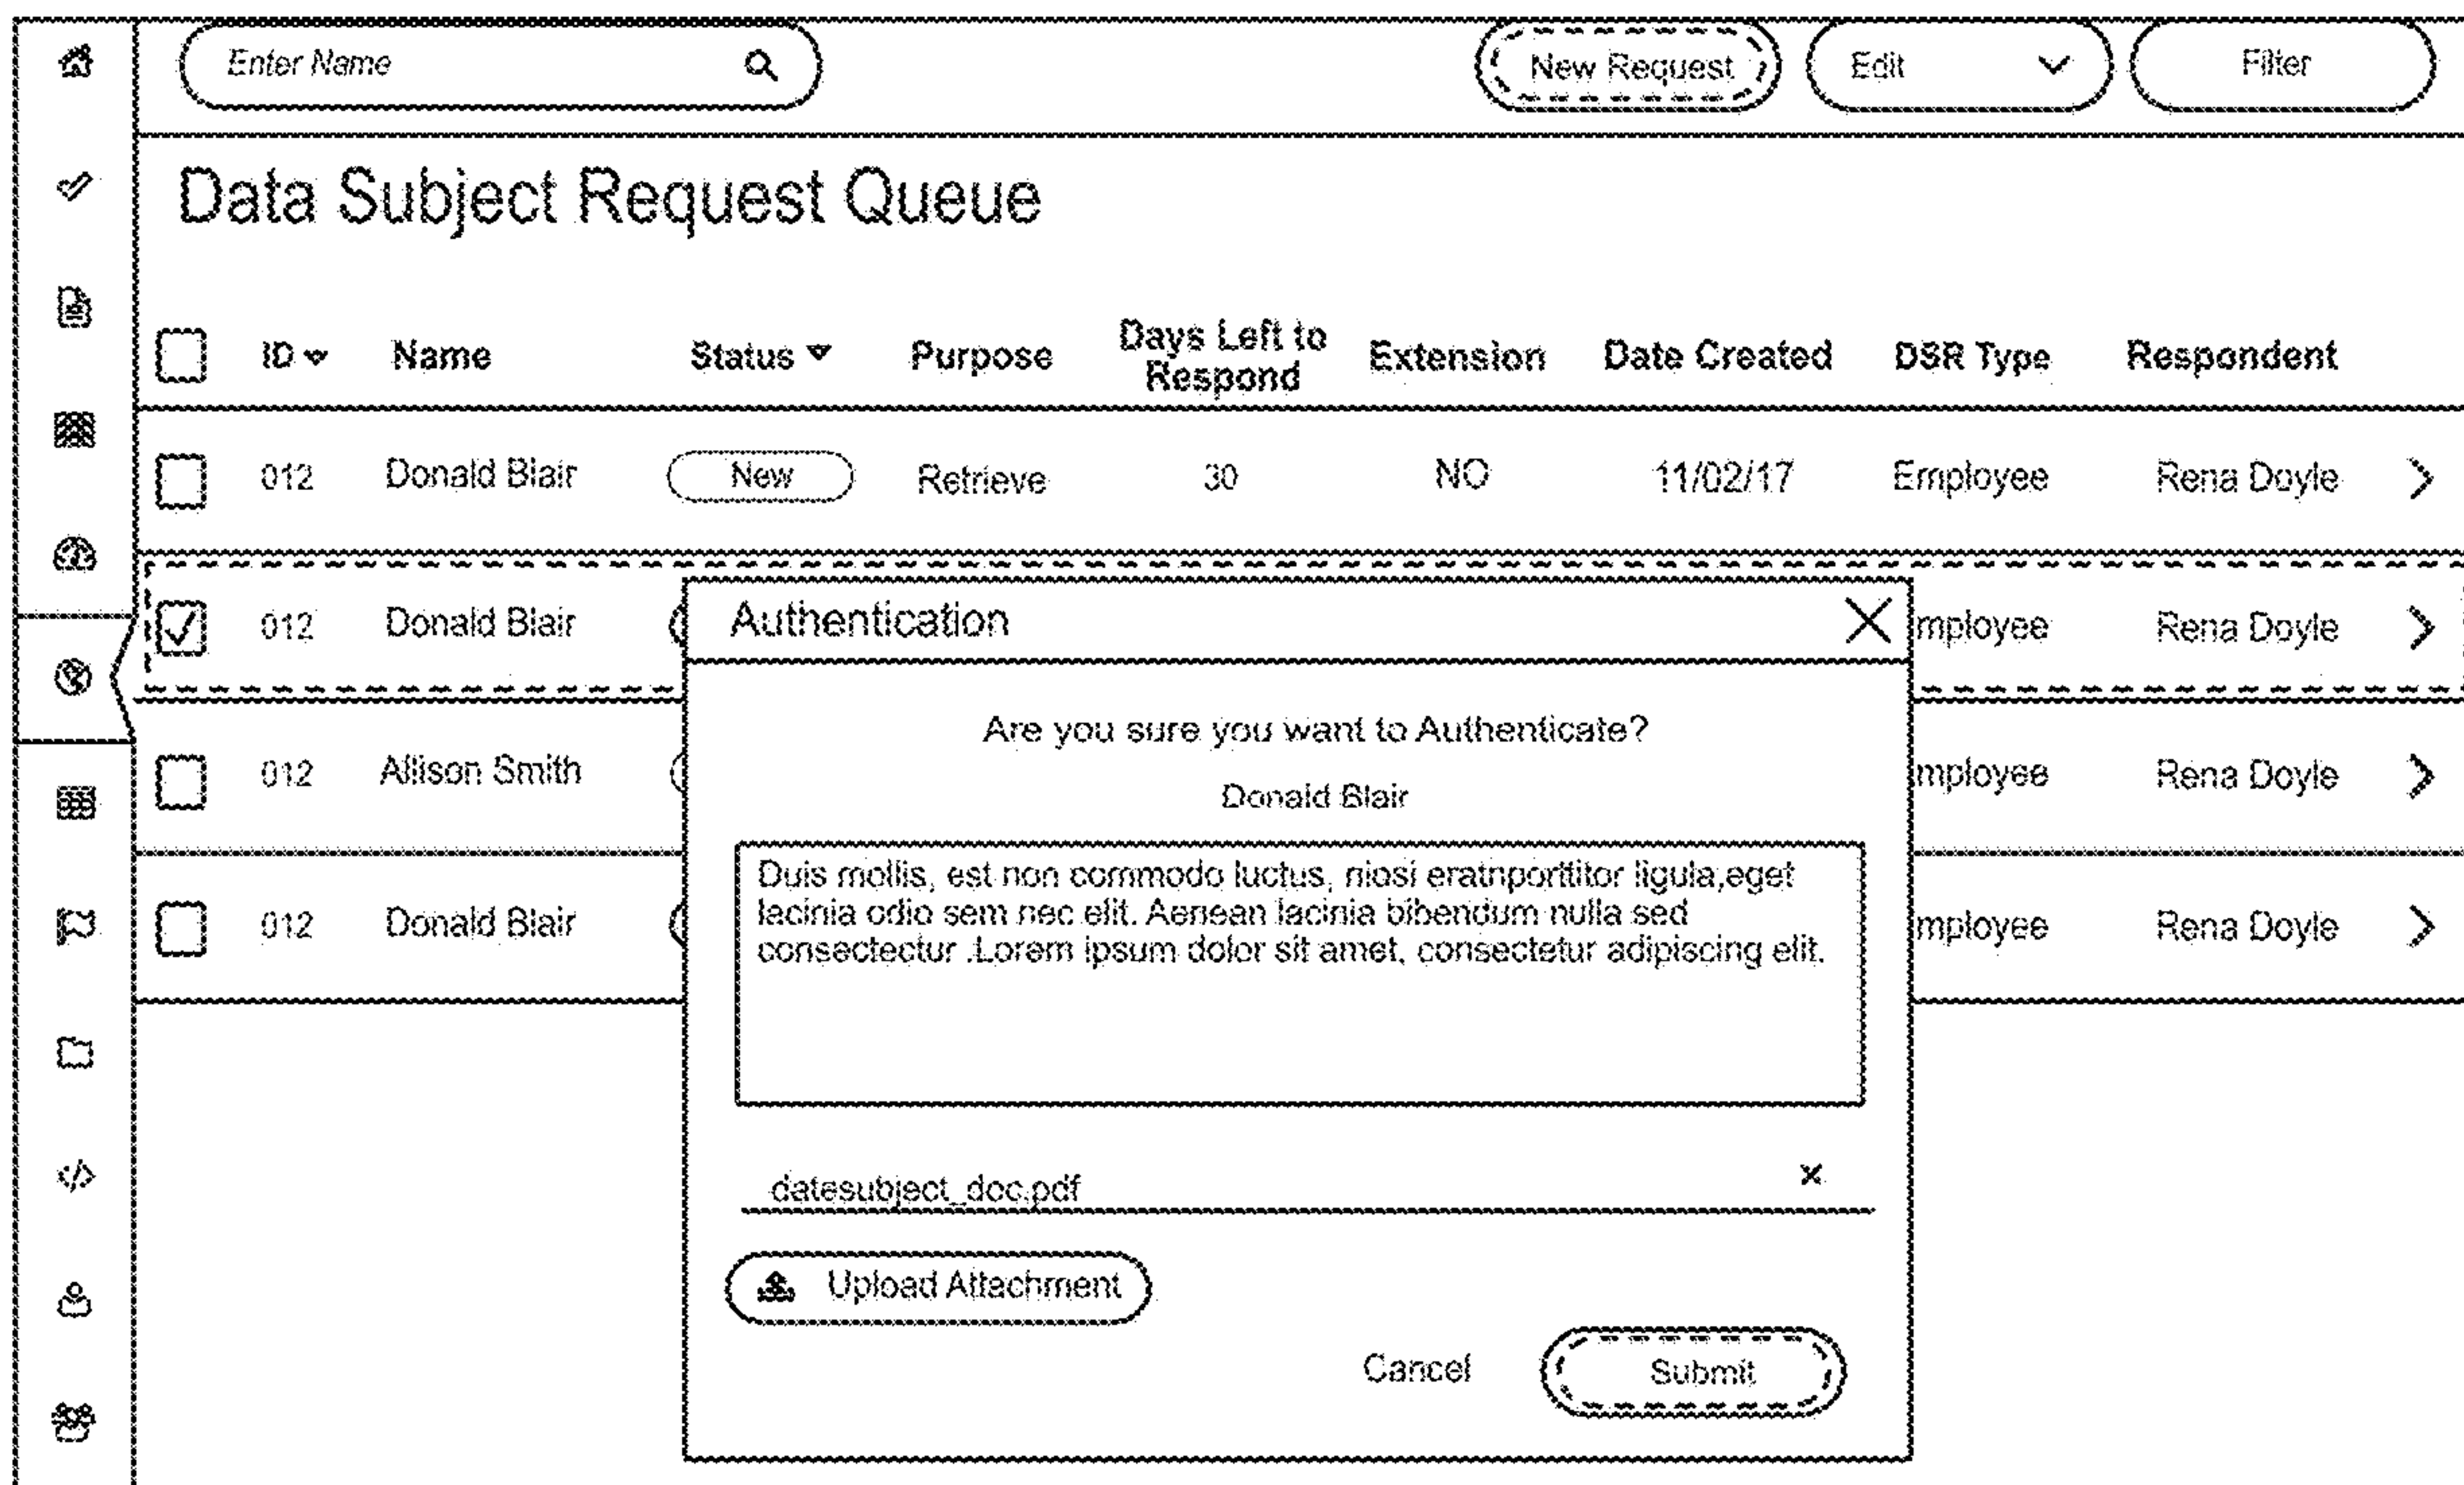 Enter Name
New Request
Edit
Filter
Data Subject Request Queue
ID Name Status Purpose Days Left to Respond Extension Date Created DSR Type Respondent
012 Donald Blair New Retrieve 30 NO 11/02/17 Employee Rena Doyle
012 Donald Blair mployee Rena Doyle
012 Allison Smith mployee Rena Doyle
012 Donald Blair mployee Rena Doyle
Authentication
Are you sure you want to Authenticate?
Donald Blair
Duis mollis, est non commodo luctus, niosi eratnporttitor ligula,eget
lacinia odio sem nec elit. Aenean lacinia bibendum nulla sed
consectectur .Lorem ipsum dolor sit amet, consectetur adipiscing elit.
datesubject_doc.pdf
Upload Attachment
Cancel
Submit